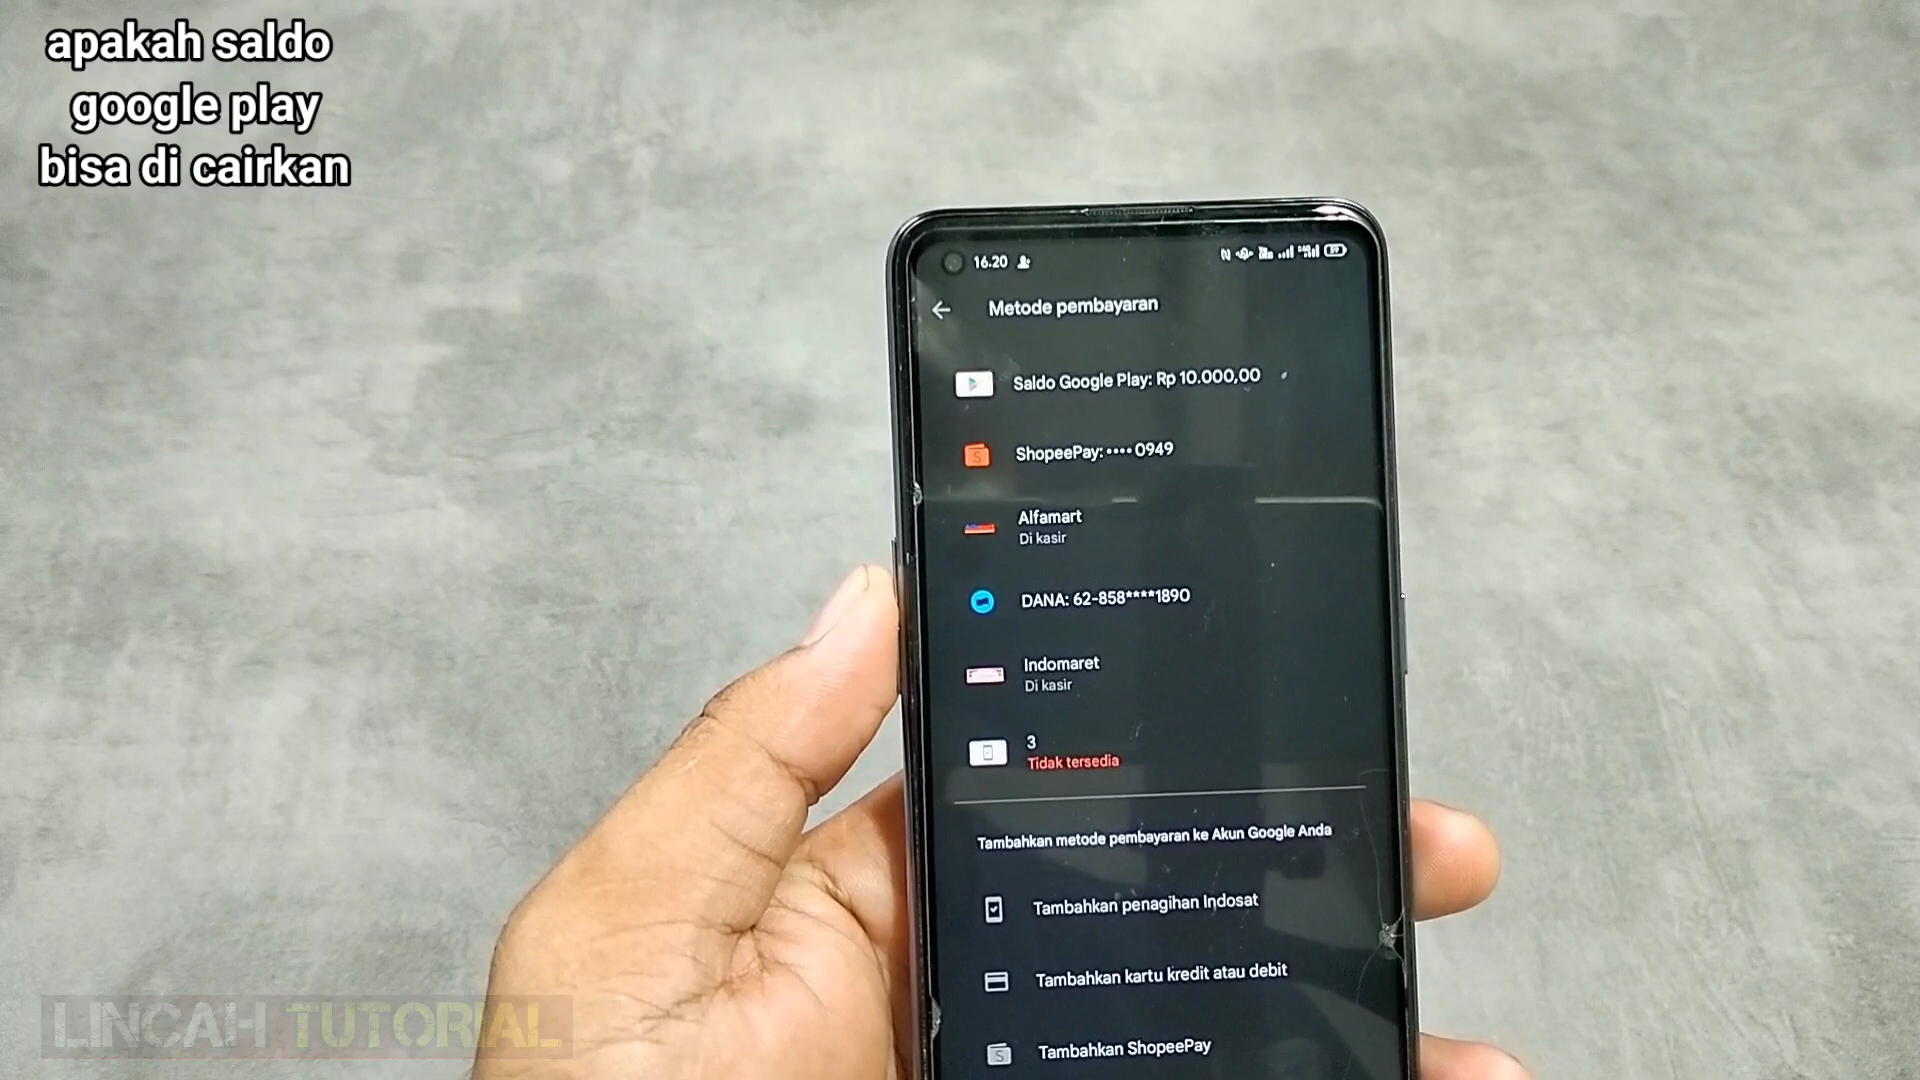 apakah saldo
google play
bisa di cairkan
16.20
59
Metode pembayaran
Saldo Google Play: Rp 10.000,00
ShopeePay: •••• 0949
Alfamart
Di kasir
DANA: 62-858****1890
Indomaret
Di kasir
3
Tidak tersedia
Tambahkan metode pembayaran ke Akun Google Anda
Tambahkan penagihan Indosat
Tambahkan kartu kredit atau debit
S
Tambahkan ShopeePay
LINCAH TUTORIAL